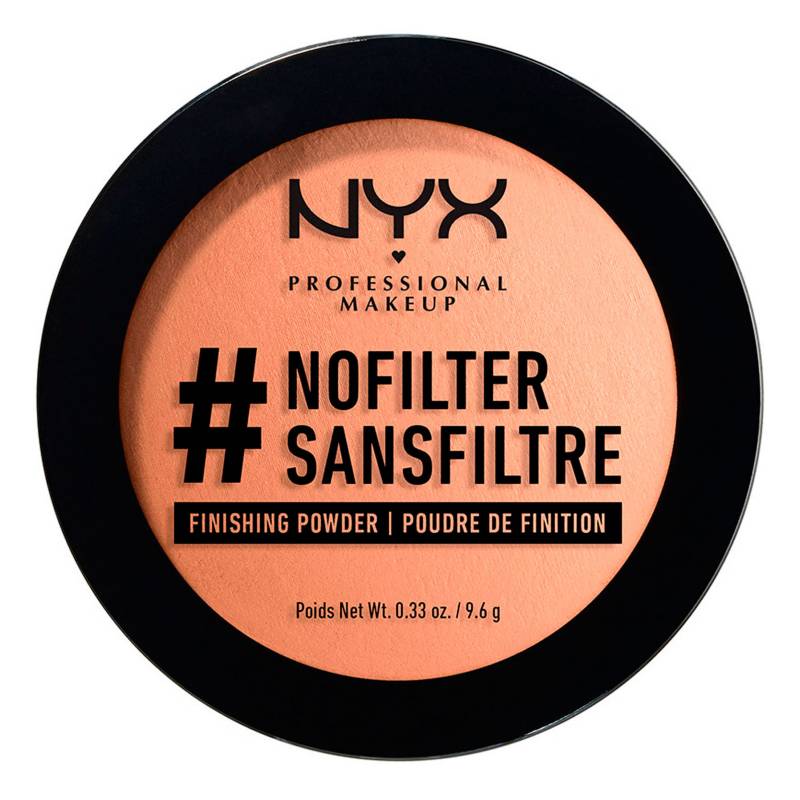 NYX
PROFESSIONAL
MAKEUP
# NOFILTER
SANSFILTRE
FINISHING POWDER | POUDRE DE FINITION
Poids Net Wt. 0.33 oz. / 9.6 g